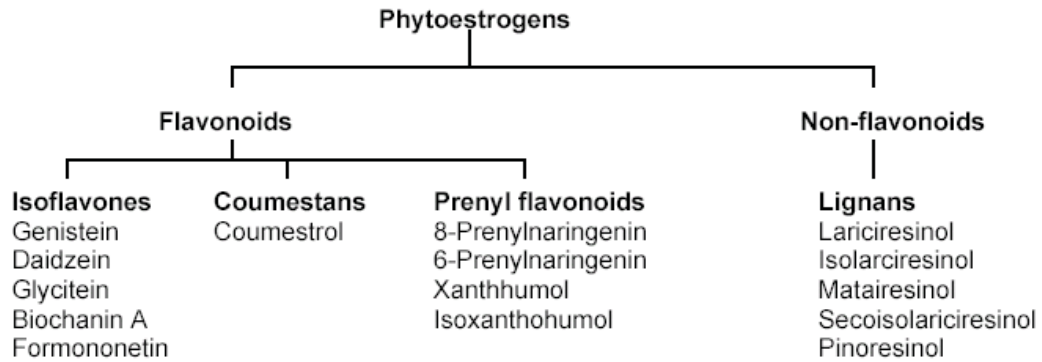 Phytoestrogens
Flavonoids
Non-flavonoids
Isoflavones
Genistein
Daidzein
Glycitein
Biochanin A
Formononetin
Coumestans
Coumestrol
Prenyl flavonoids
8-Prenylnaringenin
6-Prenylnaringenin
Xanthhumol
Isoxanthohumol
Lignans
Lariciresinol
Isolarciresinol
Matairesinol
Secoisolariciresinol
Pinoresinol